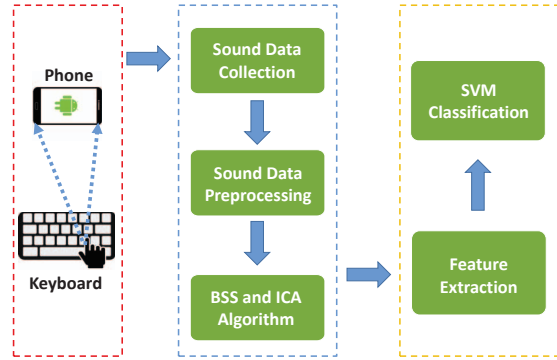 Phone
Keyboard
Sound Data
Collection
Sound Data
Preprocessing
BSS and ICA
Algorithm
SVM
Classification
Feature
Extraction